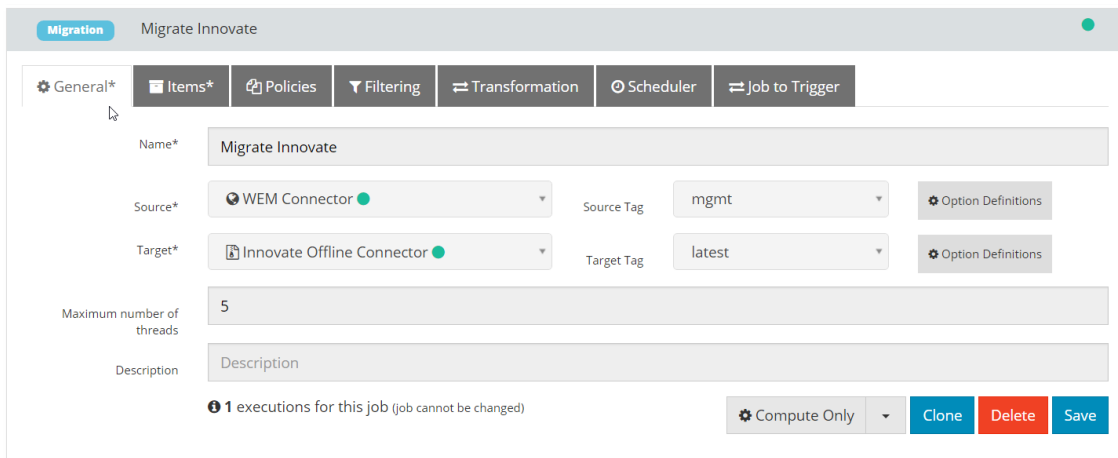 Migration Migrate Innovate
General* Items* Policies Filtering Transformation Scheduler Job to Trigger
Name* Migrate Innovate
Source* WEM Connector Source Tag mgmt Option Definitions
Target* Innovate Offline Connector Target Tag latest Option Definitions
Maximum number of
threads
5
Description Description
1 executions for this job (job cannot be changed)
Compute Only Clone Delete Save